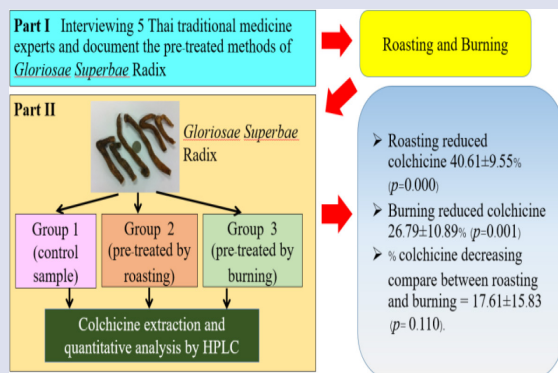 Part I Interviewing 5 Thai traditional medicine
experts and document the pre-treated methods of
Gloriosae Superbae Radix
Roasting and Burning
Part II
Gloriosae Superbae
Radix
Group 1
(control
sample)
Group 2
(pre-treated by
roasting)
Group 3
(pre-treated by
burning)
Colchicine extraction and
quantitative analysis by HPLC
➤ Roasting reduced
colchicine 40.61±9.55%
(p=0.000)
➤ Burning reduced colchicine
26.79±10.89% (p=0.001)
➤ % colchicine decreasing
compare between roasting
and burning = 17.61±15.83
(p= 0.110).